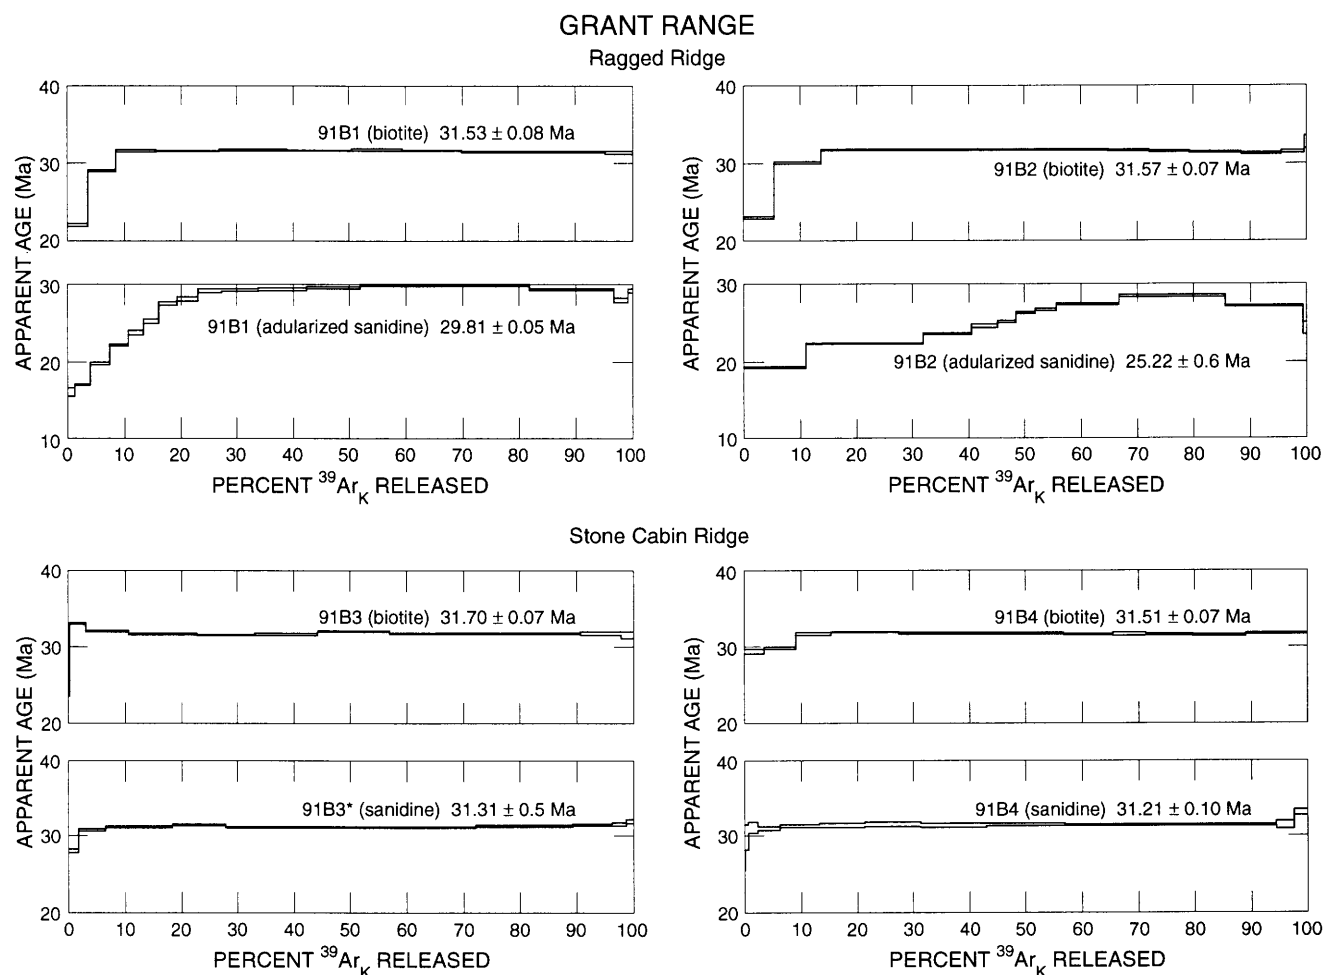 GRANT RANGE
Ragged Ridge
APPARENT AGE (Ma)
40
30
20
91B1 (biotite) 31.53 ± 0.08 Ma
30
20
10
91B1 (adularized sanidine) 29.81 ± 0.05 Ma
0 10 20 30 40 50 60 70 80 90 100
PERCENT ³⁹Ar_K RELEASED
APPARENT AGE (Ma)
40
30
20
91B2 (biotite) 31.57 ± 0.07 Ma
30
20
10
91B2 (adularized sanidine) 25.22 ± 0.6 Ma
0 10 20 30 40 50 60 70 80 90 100
PERCENT ³⁹Ar_K RELEASED
Stone Cabin Ridge
APPARENT AGE (Ma)
40
30
20
91B3 (biotite) 31.70 ± 0.07 Ma
40
30
20
91B3* (sanidine) 31.31 ± 0.5 Ma
0 10 20 30 40 50 60 70 80 90 100
PERCENT ³⁹Ar_K RELEASED
APPARENT AGE (Ma)
40
30
20
91B4 (biotite) 31.51 ± 0.07 Ma
40
30
20
91B4 (sanidine) 31.21 ± 0.10 Ma
0 10 20 30 40 50 60 70 80 90 100
PERCENT ³⁹Ar_K RELEASED